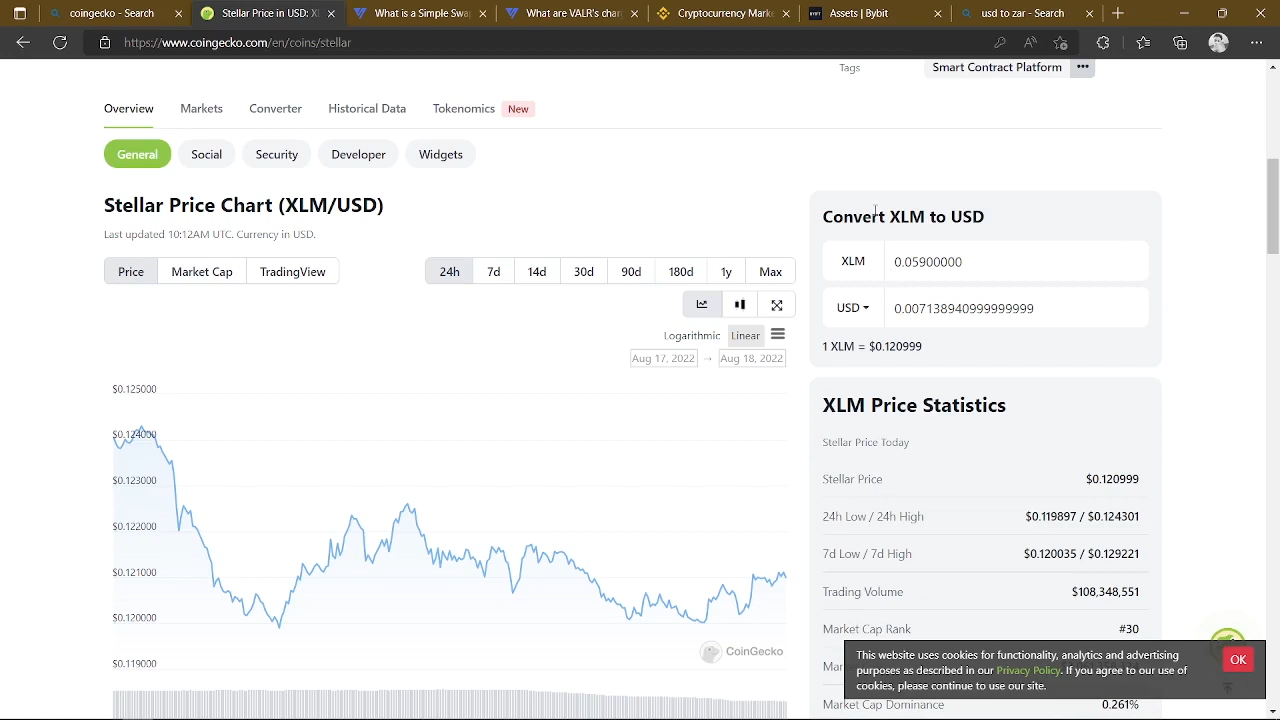 coingecko - Search
Stellar Price in USD: XL
What is a Simple Swap
What are VALR's char
Cryptocurrency Marke
Assets | Bybit
usd to zar - Search
https://www.coingecko.com/en/coins/stellar
Tags
Smart Contract Platform
Overview
Markets
Converter
Historical Data
Tokenomics
New
General
Social
Security
Developer
Widgets
Stellar Price Chart (XLM/USD)
Last updated 10:12AM UTC. Currency in USD.
Price
Market Cap
TradingView
24h
7d
14d
30d
90d
180d
1y
Max
Logarithmic
Linear
Aug 17, 2022 → Aug 18, 2022
$0.125000
$0.124000
$0.123000
$0.122000
$0.121000
$0.120000
$0.119000
CoinGecko
Convert XLM to USD
XLM
0.05900000
USD
0.007138940999999999
1 XLM = $0.120999
XLM Price Statistics
Stellar Price Today
Stellar Price $0.120999
24h Low / 24h High $0.119897 / $0.124301
7d Low / 7d High $0.120035 / $0.129221
Trading Volume $108,348,551
Market Cap Rank #30
Market Cap Dominance 0.261%
This website uses cookies for functionality, analytics and advertising
purposes as described in our Privacy Policy. If you agree to our use of
cookies, please continue to use our site.
OK